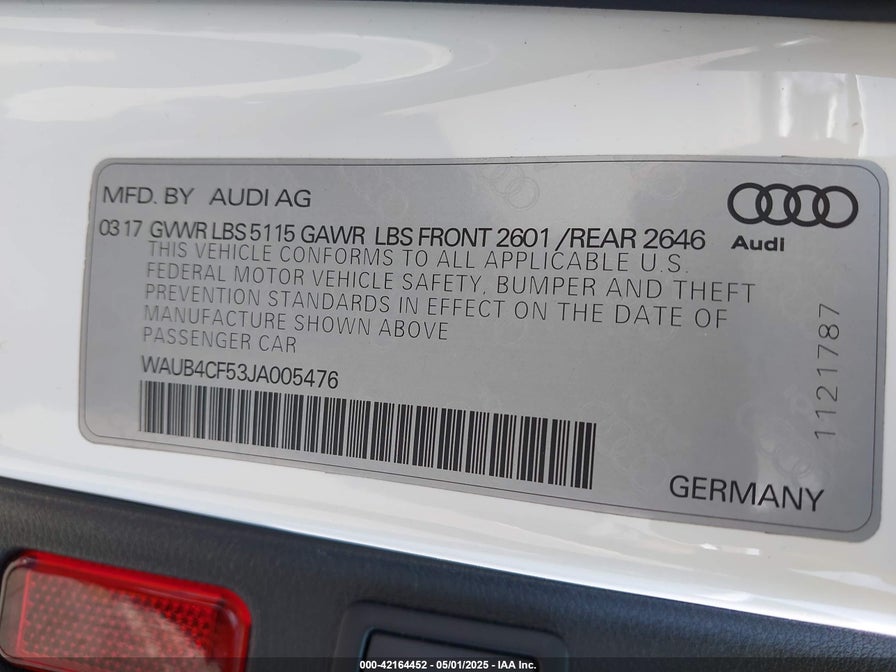 MFD. BY AUDI AG
Audi
03 17 GVWR LBS 5115 GAWR LBS FRONT 2601 /REAR 2646
THIS VEHICLE CONFORMS TO ALL APPLICABLE U.S.
FEDERAL MOTOR VEHICLE SAFETY, BUMPER AND THEFT
PREVENTION STANDARDS IN EFFECT ON THE DATE OF
MANUFACTURE SHOWN ABOVE
PASSENGER CAR
WAUB4CF53JA005476
1121787
GERMANY
000-42164452 - 05/01/2025 - IAA Inc.